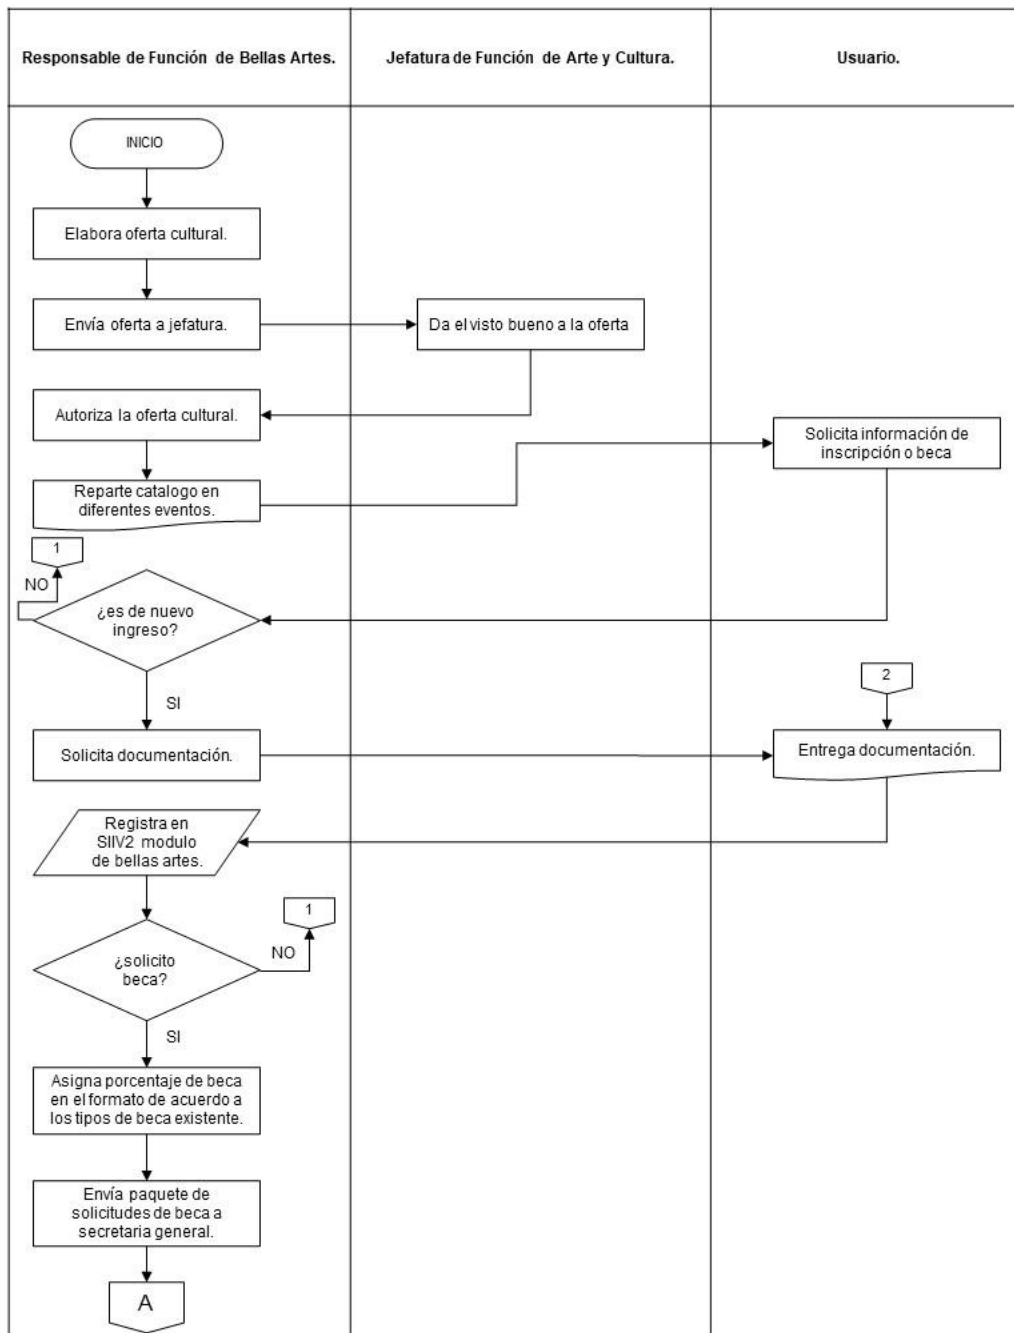 Responsable de Función de Bellas Artes.
Jefatura de Función de Arte y Cultura.
Usuario.
INICIO
Elabora oferta cultural.
Envía oferta a jefatura.
Da el visto bueno a la oferta
Autoriza la oferta cultural.
Solicita información de
inscripción o beca
Reparte catalogo en
diferentes eventos.
1
NO
¿es de nuevo
ingreso?
SI
2
Solicita documentación.
Entrega documentación.
Registra en
SIIV2 modulo
de bellas artes.
1
¿solicito
beca?
NO
SI
Asigna porcentaje de beca
en el formato de acuerdo a
los tipos de beca existente.
Envía paquete de
solicitudes de beca a
secretaria general.
A